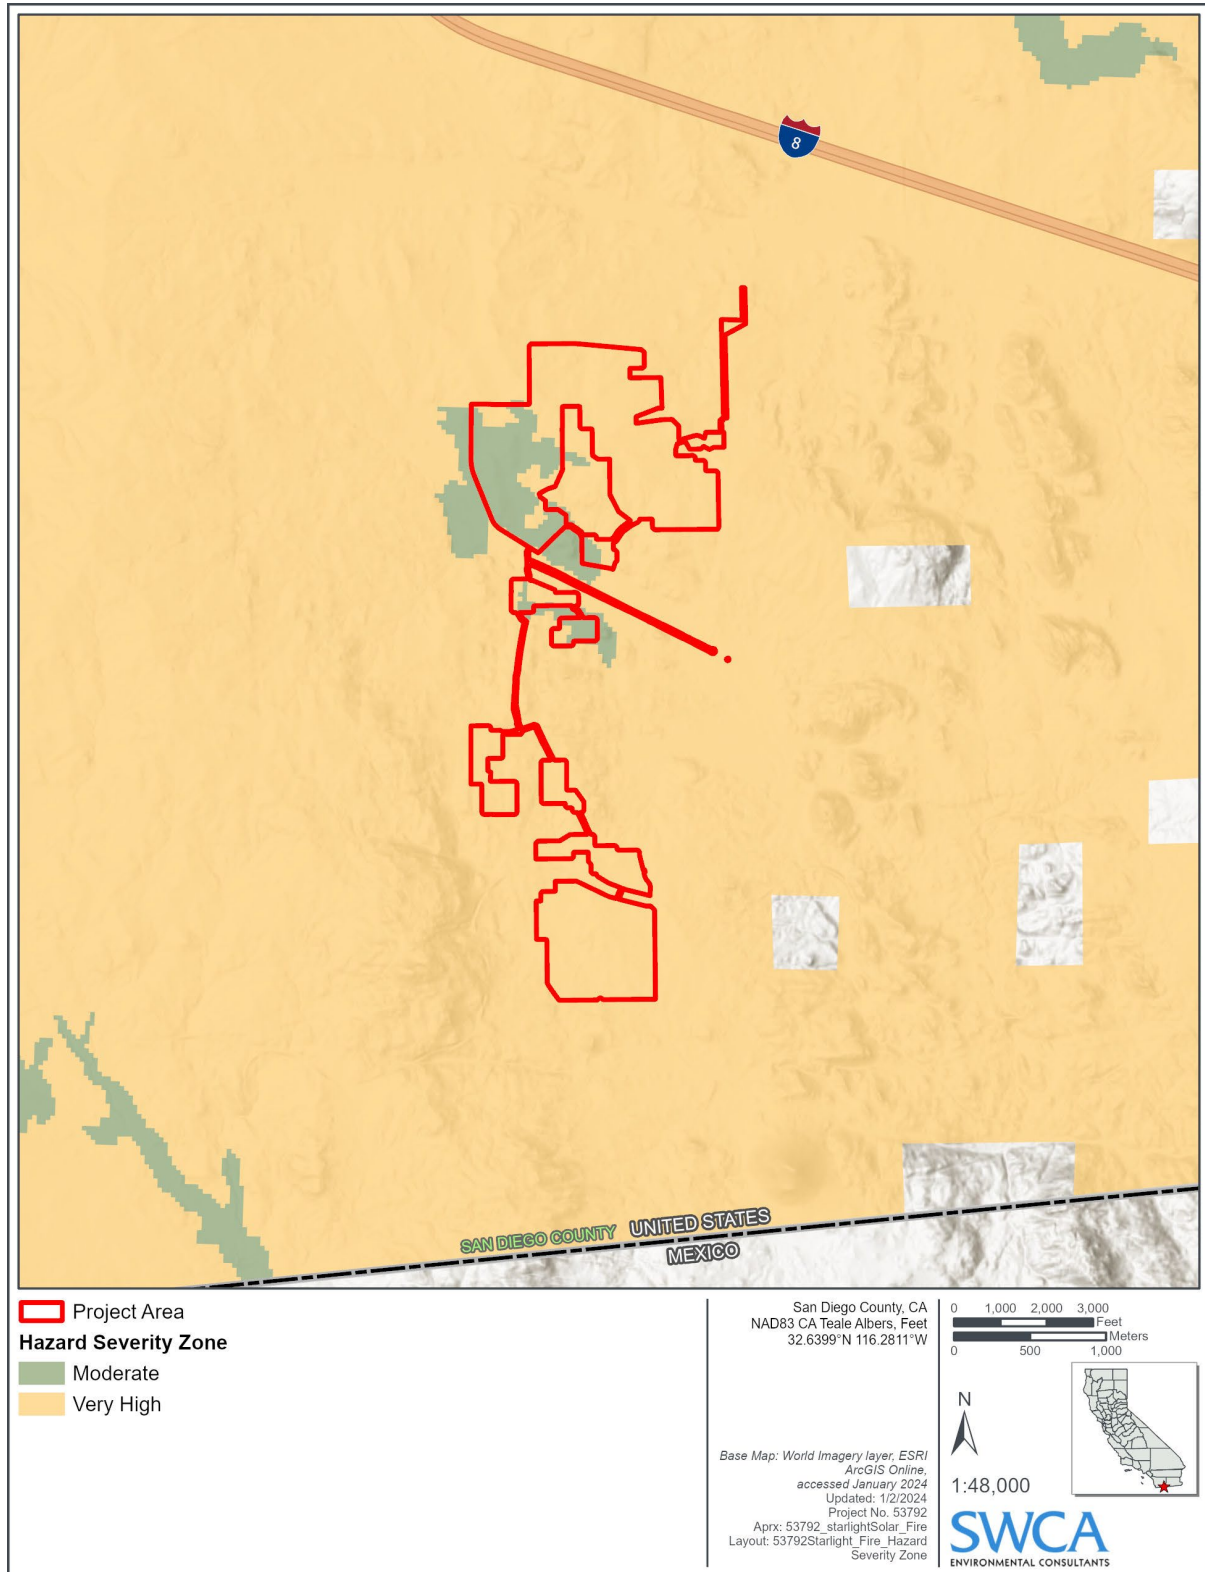 8
SAN DIEGO COUNTY
UNITED STATES
MEXICO
Project Area
Hazard Severity Zone
Moderate
Very High
San Diego County, CA
NAD83 CA Teale Albers, Feet
32.6399°N 116.2811°W
Base Map: World Imagery layer, ESRI
ArcGIS Online,
accessed January 2024
Updated: 1/2/2024
Project No. 53792
Aprx: 53792_starlightSolar_Fire
Layout: 53792Starlight_Fire_Hazard
Severity Zone
0 1,000 2,000 3,000
Feet
Meters
0 500 1,000
N
1:48,000
SWCA
ENVIRONMENTAL CONSULTANTS